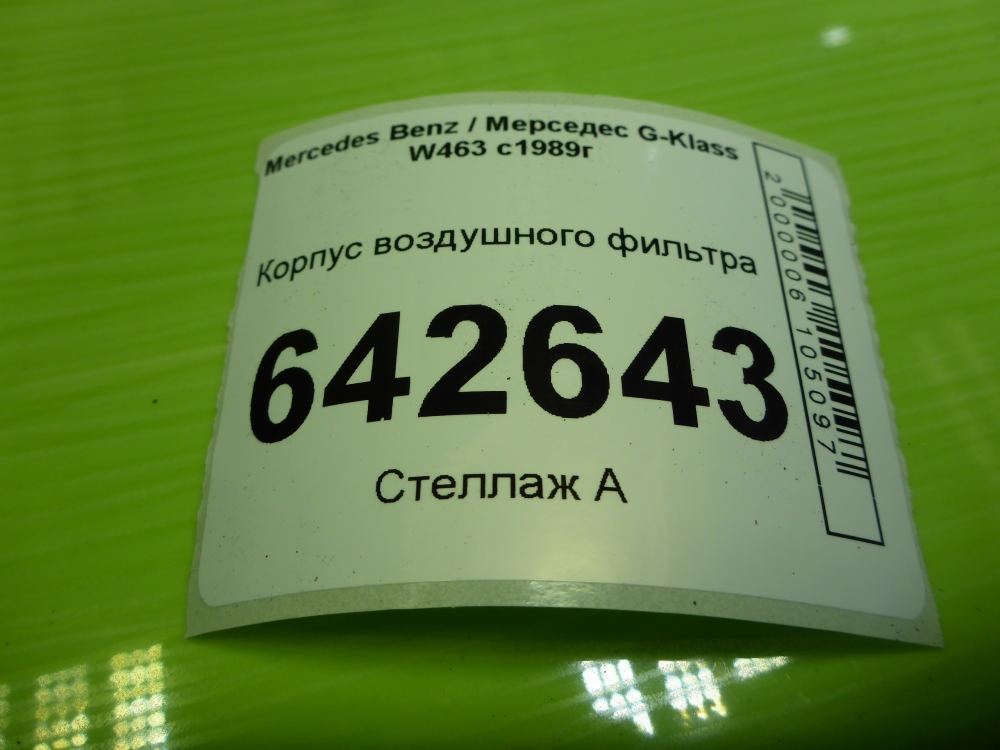 Mercedes Benz / Мерседес G-Klass
W463 с1989г
Корпус воздушного фильтра
642643
Стеллаж А
2000006105097